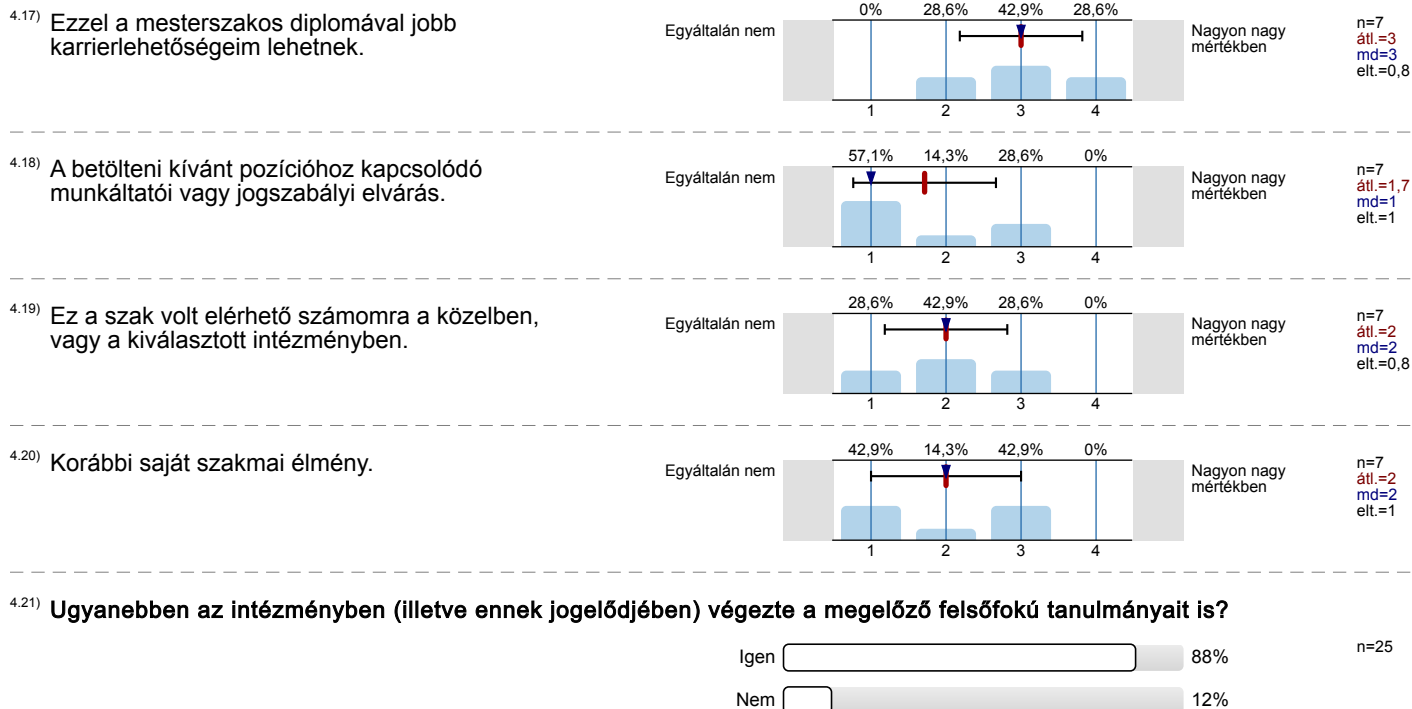 4.17) Ezzel a mesterszakos diplomával jobb
karrierlehetőségeim lehetnek.
Egyáltalán nem
0% 28,6% 42,9% 28,6%
1 2 3 4
Nagyon nagy
mértékben
n=7
átl.=3
md=3
elt.=0,8
4.18) A betölteni kívánt pozícióhoz kapcsolódó
munkáltatói vagy jogszabályi elvárás.
Egyáltalán nem
57,1% 14,3% 28,6% 0%
1 2 3 4
Nagyon nagy
mértékben
n=7
átl.=1,7
md=1
elt.=1
4.19) Ez a szak volt elérhető számomra a közelben,
vagy a kiválasztott intézményben.
Egyáltalán nem
28,6% 42,9% 28,6% 0%
1 2 3 4
Nagyon nagy
mértékben
n=7
átl.=2
md=2
elt.=0,8
4.20) Korábbi saját szakmai élmény.
Egyáltalán nem
42,9% 14,3% 42,9% 0%
1 2 3 4
Nagyon nagy
mértékben
n=7
átl.=2
md=2
elt.=1
4.21) Ugyanebben az intézményben (illetve ennek jogelődjében) végezte a megelőző felsőfokú tanulmányait is?
Igen 88% n=25
Nem 12%